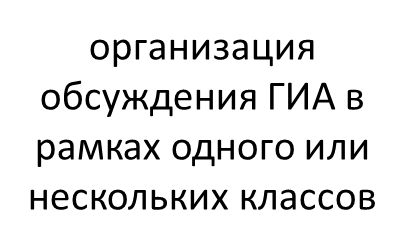 организация
обсуждения ГИА в
рамках одного или
нескольких классов